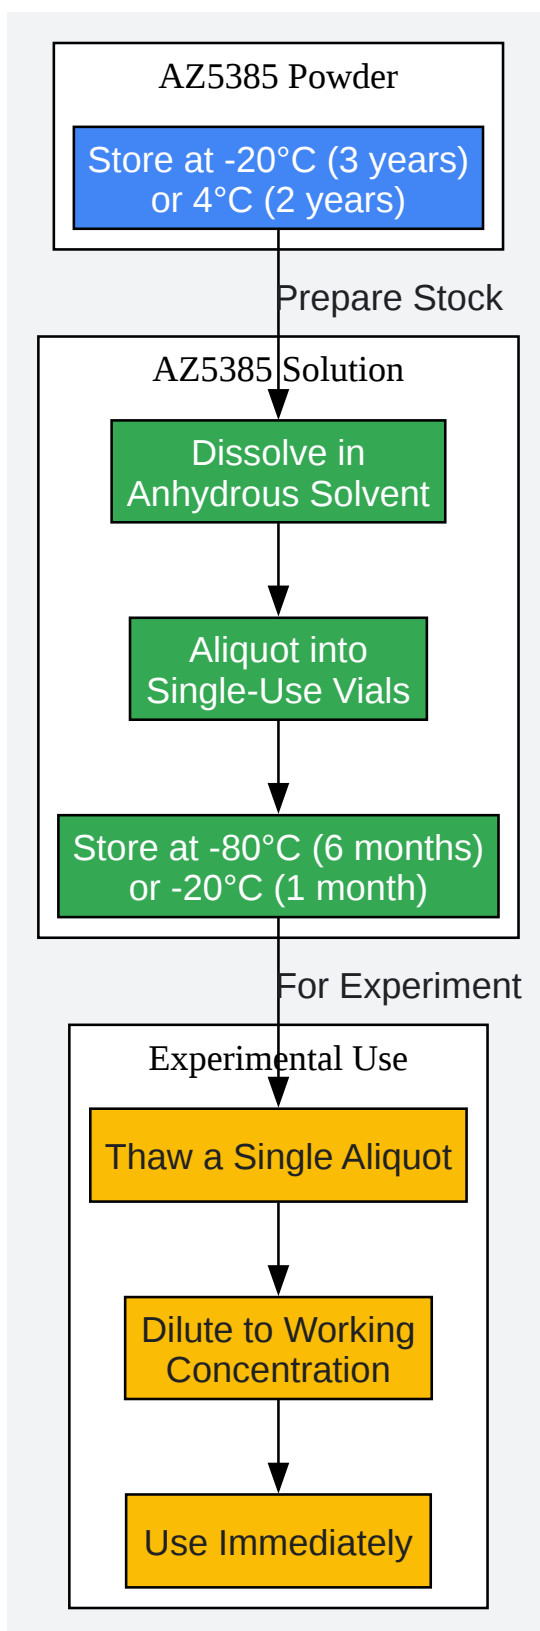 AZ5385 Powder
Store at -20°C (3 years)
or 4°C (2 years)
Prepare Stock
AZ5385 Solution
Dissolve in
Anhydrous Solvent
Aliquot into
Single-Use Vials
Store at -80°C (6 months)
or -20°C (1 month)
For Experiment
Experimental Use
Thaw a Single Aliquot
Dilute to Working
Concentration
Use Immediately